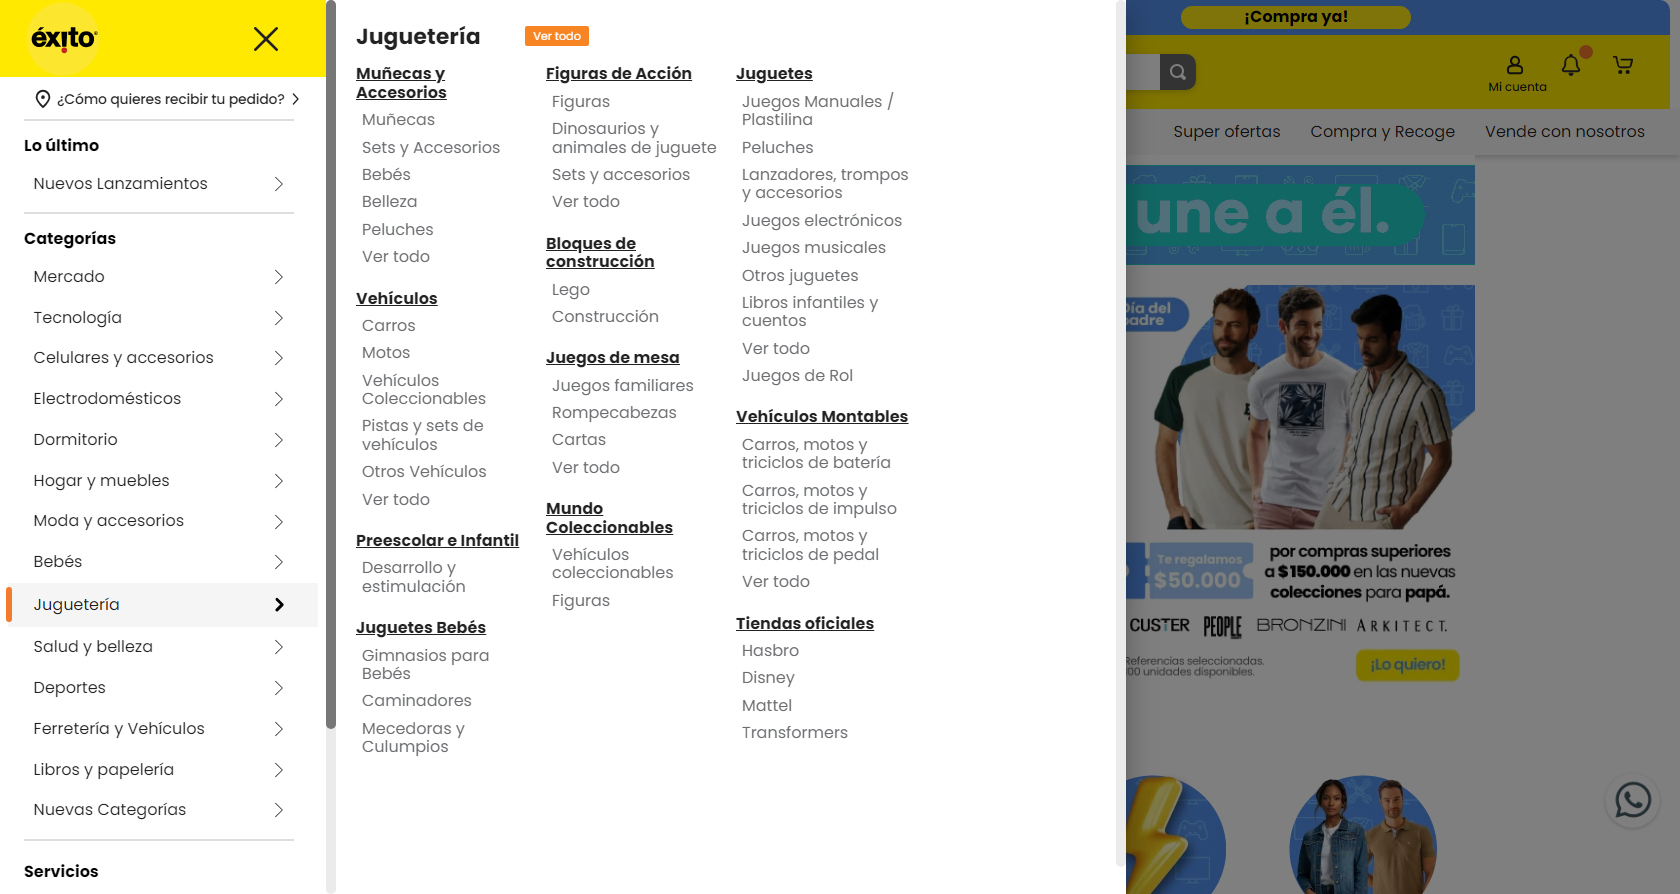 éxito
¿Cómo quieres recibir tu pedido?
Lo último
Nuevos Lanzamientos
Categorías
Mercado
Tecnología
Celulares y accesorios
Electrodomésticos
Dormitorio
Hogar y muebles
Moda y accesorios
Bebés
Juguetería
Salud y belleza
Deportes
Ferretería y Vehículos
Libros y papelería
Nuevas Categorías
Servicios
Juguetería
Ver todo
Muñecas y
Accesorios
Muñecas
Sets y Accesorios
Bebés
Belleza
Peluches
Ver todo
Vehículos
Carros
Motos
Vehículos
Coleccionables
Pistas y sets de
vehículos
Otros Vehículos
Ver todo
Preescolar e Infantil
Desarrollo y
estimulación
Juguetes Bebés
Gimnasios para
Bebés
Caminadores
Mecedoras y
Culumpios
Figuras de Acción
Figuras
Dinosaurios y
animales de juguete
Sets y accesorios
Ver todo
Bloques de
construcción
Lego
Construcción
Juegos de mesa
Juegos familiares
Rompecabezas
Cartas
Ver todo
Mundo
Coleccionables
Vehículos
coleccionables
Figuras
Juguetes
Juegos Manuales /
Plastilina
Peluches
Lanzadores, trompos
y accesorios
Juegos electrónicos
Juegos musicales
Otros juguetes
Libros infantiles y
cuentos
Ver todo
Juegos de Rol
Vehículos Montables
Carros, motos y
triciclos de batería
Carros, motos y
triciclos de impulso
Carros, motos y
triciclos de pedal
Ver todo
Tiendas oficiales
Hasbro
Disney
Mattel
Transformers
¡Compra ya!
Mi cuenta
Super ofertas
Compra y Recoge
Vende con nosotros
une a él.
Día del
padre
Te regalamos
$50.000
por compras superiores
a $150.000 en las nuevas
colecciones para papá.
CUSTER PEOPLE BRONZINI ARKITECT.
Referencias seleccionadas.
100 unidades disponibles.
¡Lo quiero!